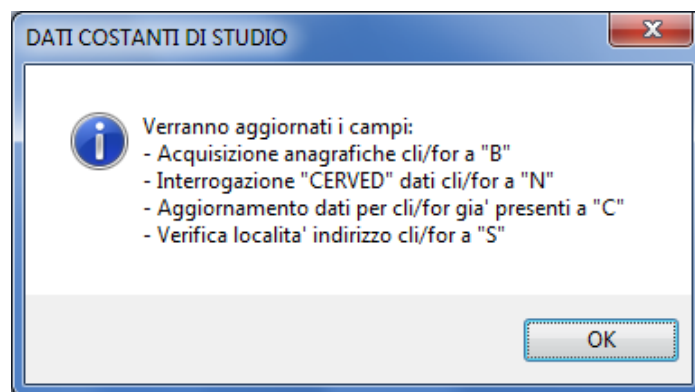 DATI COSTANTI DI STUDIO
Verranno aggiornati i campi:
- Acquisizione anagrafiche cli/for a "B"
- Interrogazione "CERVED" dati cli/for a "N"
- Aggiornamento dati per cli/for già' presenti a "C"
- Verifica localita' indirizzo cli/for a "S"
OK